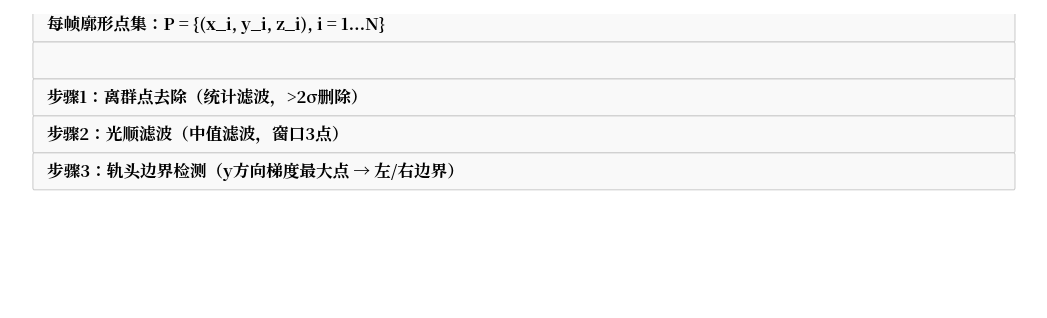 每帧廓形点集：P = {(x_i, y_i, z_i), i = 1...N}
步骤1：离群点去除（统计滤波，>2σ删除）
步骤2：光顺滤波（中值滤波，窗口3点）
步骤3：轨头边界检测（y方向梯度最大点 → 左/右边界）